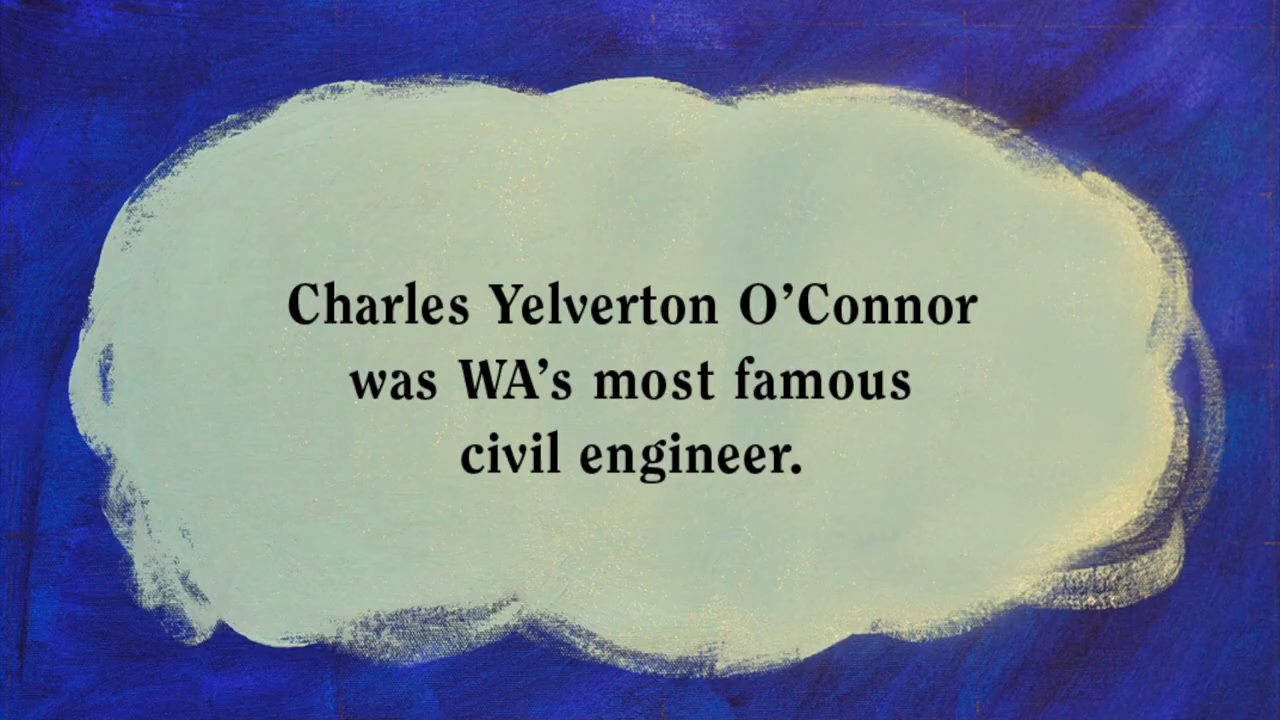 Charles Yelverton O’Connor
was WA’s most famous
civil engineer.